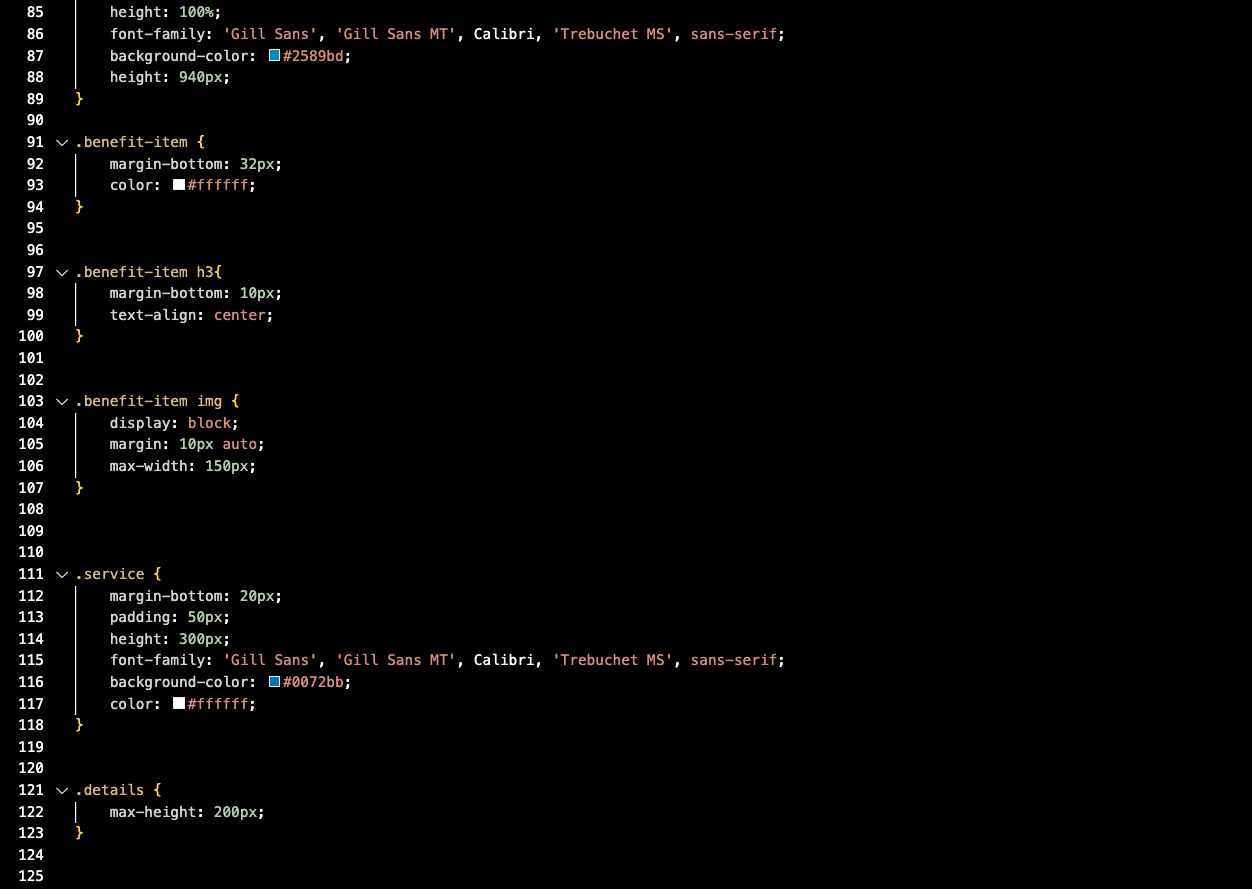 85 height: 100%;
86 font-family: 'Gill Sans', 'Gill Sans MT', Calibri, 'Trebuchet MS', sans-serif;
87 background-color: #2589bd;
88 height: 940px;
89 }
90
91 .benefit-item {
92 margin-bottom: 32px;
93 color: #ffffff;
94 }
95
96
97 .benefit-item h3{
98 margin-bottom: 10px;
99 text-align: center;
100 }
101
102
103 .benefit-item img {
104 display: block;
105 margin: 10px auto;
106 max-width: 150px;
107 }
108
109
110
111 .service {
112 margin-bottom: 20px;
113 padding: 50px;
114 height: 300px;
115 font-family: 'Gill Sans', 'Gill Sans MT', Calibri, 'Trebuchet MS', sans-serif;
116 background-color: #0072bb;
117 color: #ffffff;
118 }
119
120
121 .details {
122 max-height: 200px;
123 }
124
125